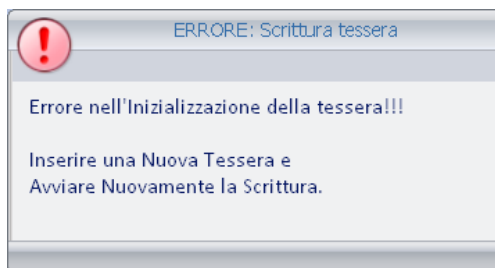 ERRORE: Scrittura tessera
Errore nell'Inizializzazione della tessera!!!
Inserire una Nuova Tessera e
Avviare Nuovamente la Scrittura.